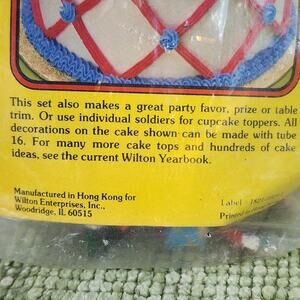 This set also makes a great party favor, prize or table
trim. Or use individual soldiers for cupcake toppers. All
decorations on the cake shown can be made with tube
16. For many more cake tops and hundreds of cake
ideas, see the current Wilton Yearbook.
Manufactured in Hong Kong for
Wilton Enterprises, Inc.,
Woodridge, IL 60515
Label
Printed in